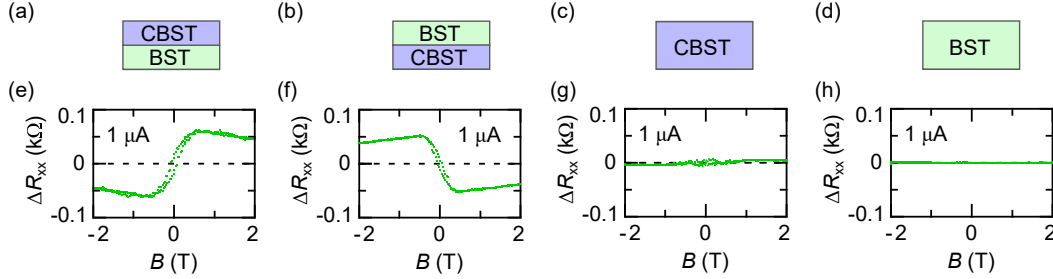 (a) (b) (c) (d)
CBST
BST
BST
CBST
CBST
BST
(e) (f) (g) (h)
ΔRxx (kΩ)
0.1
0
-0.1
1 μA
-2 0 2
B (T)
ΔRxx (kΩ)
0.1
0
-0.1
1 μA
-2 0 2
B (T)
ΔRxx (kΩ)
0.1
0
-0.1
1 μA
-2 0 2
B (T)
ΔRxx (kΩ)
0.1
0
-0.1
1 μA
-2 0 2
B (T)